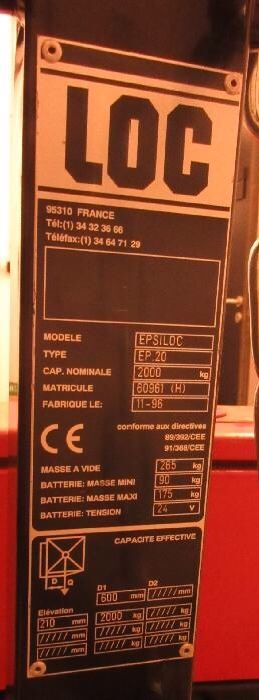 LOC
95310 FRANCE
Tél:(1) 34 32 36 66
Téléfax:(1) 34 64 71 29
MODELE EPSILOC
TYPE EP.20
CAP. NOMINALE 2000 kg
MATRICULE 60961 (H)
FABRIQUE LE: 11-96
CE conforme aux directives
89/392/CEE
91/368/CEE
MASSE A VIDE 265 kg
BATTERIE: MASSE MINI 90 kg
BATTERIE: MASSE MAXI 175 kg
BATTERIE: TENSION 24 V
CAPACITE EFFECTIVE
D Q
D1 D2
600 mm ///// mm
Elévation
210 mm 2000 kg ///// kg
///// mm ///// kg ///// kg
///// mm ///// kg ///// kg